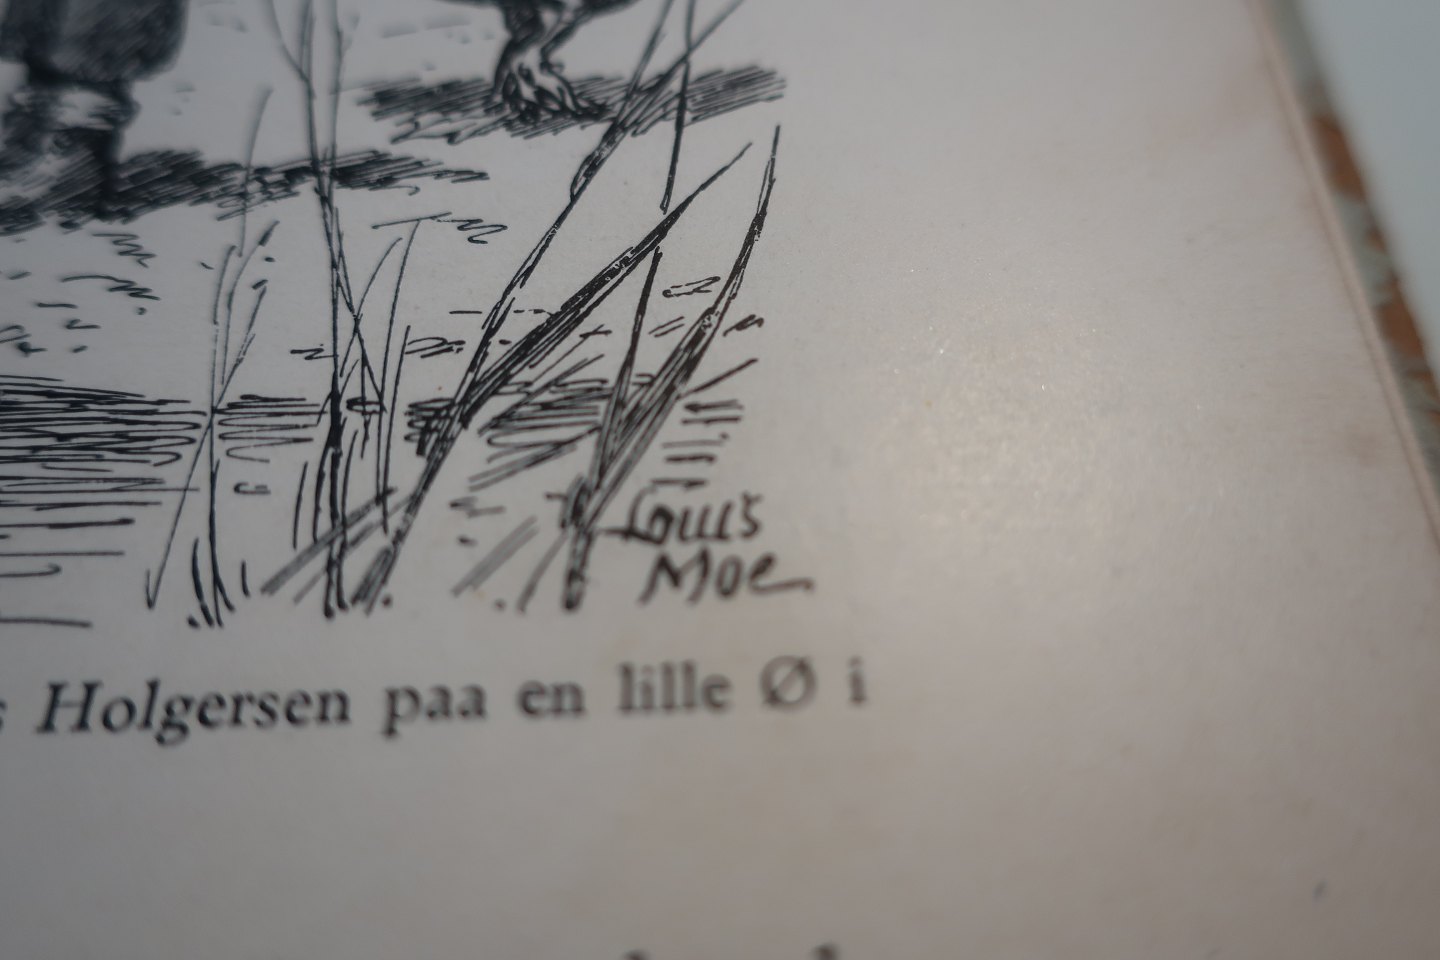 Louis
Moe
Holgersen paa en lille Ø i